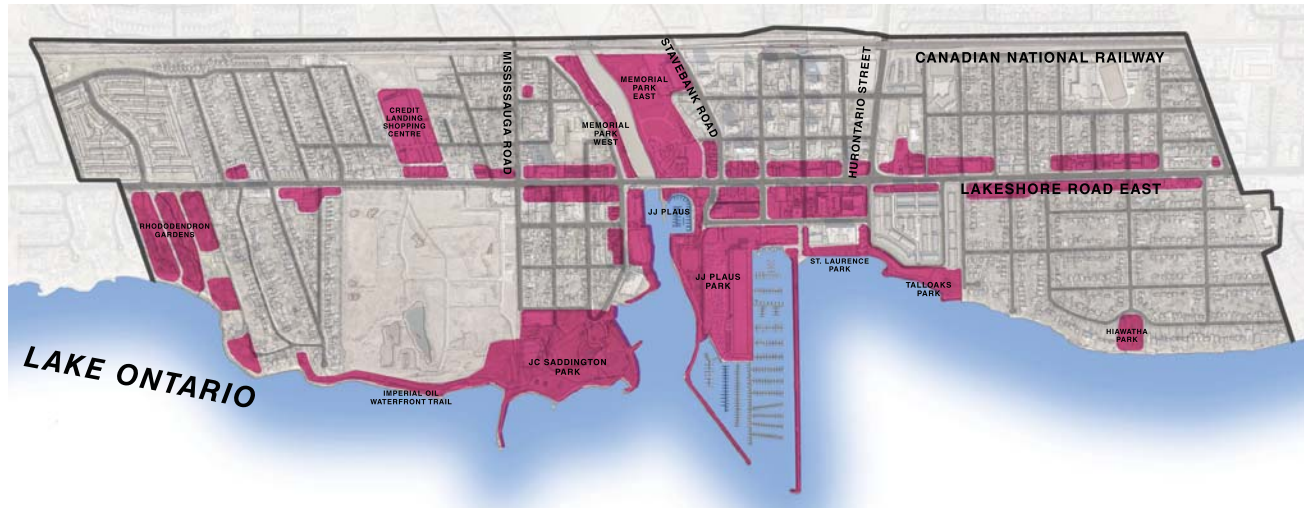 CANADIAN NATIONAL RAILWAY
MISSISSAUGA ROAD
STAVEBANK ROAD
HURONTARIO STREET
MEMORIAL
PARK
EAST
CREDIT
LANDING
SHOPPING
CENTRE
MEMORIAL
PARK
WEST
LAKESHORE ROAD EAST
JJ PLAUS
RHODODENDRON
GARDENS
ST. LAURENCE
PARK
JJ PLAUS
PARK
TALLOAKS
PARK
HIAWATHA
PARK
JC SADDINGTON
PARK
LAKE ONTARIO
IMPERIAL OIL
WATERFRONT TRAIL